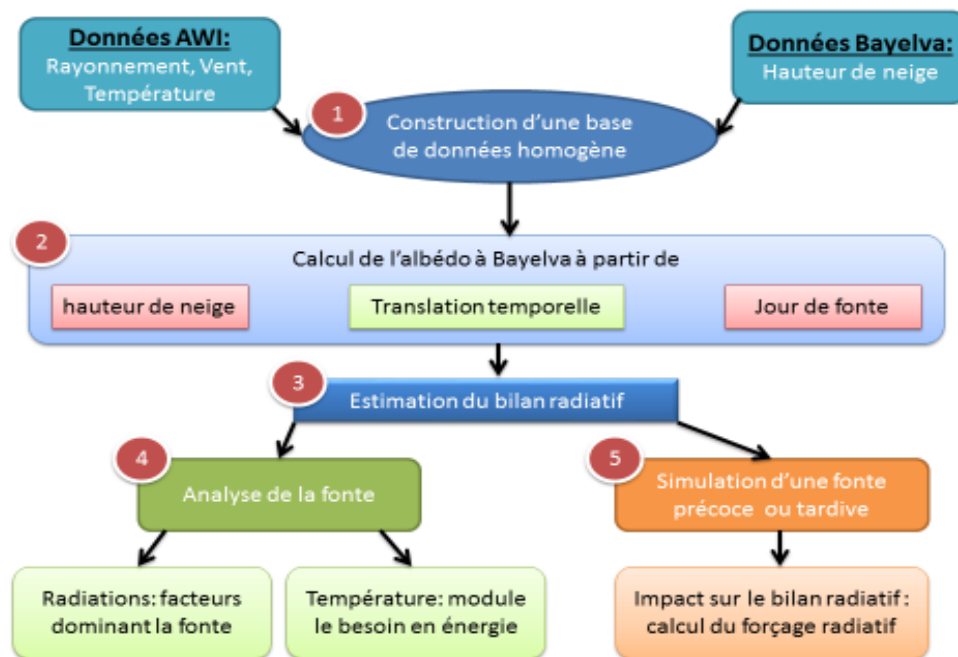 Données AWI:
Rayonnement, Vent,
Température
Données Bayelva:
Hauteur de neige
1
Construction d'une base
de données homogène
2
Calcul de l'albédo à Bayelva à partir de
hauteur de neige
Translation temporelle
Jour de fonte
3
Estimation du bilan radiatif
4
Analyse de la fonte
5
Simulation d'une fonte
précoce ou tardive
Radiations: facteurs
dominant la fonte
Température: module
le besoin en énergie
Impact sur le bilan radiatif :
calcul du forçage radiatif